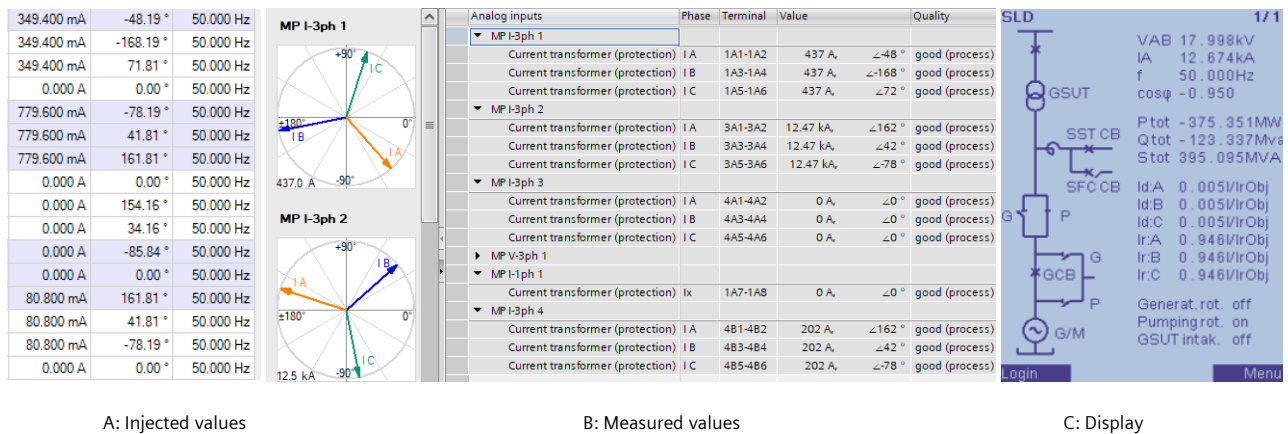 349.400 mA -48.19 ° 50.000 Hz
349.400 mA -168.19 ° 50.000 Hz
349.400 mA 71.81 ° 50.000 Hz
0.000 A 0.00 ° 50.000 Hz
779.600 mA -78.19 ° 50.000 Hz
779.600 mA 41.81 ° 50.000 Hz
779.600 mA 161.81 ° 50.000 Hz
0.000 A 0.00 ° 50.000 Hz
0.000 A 154.16 ° 50.000 Hz
0.000 A 34.16 ° 50.000 Hz
0.000 A -85.84 ° 50.000 Hz
0.000 A 0.00 ° 50.000 Hz
80.800 mA 161.81 ° 50.000 Hz
80.800 mA 41.81 ° 50.000 Hz
80.800 mA -78.19 ° 50.000 Hz
0.000 A 0.00 ° 50.000 Hz
MP I-3ph 1
+90°
I C
±180°
0°
I B
I A
437.0 A
-90°
MP I-3ph 2
+90°
I B
I A
±180°
0°
I C
12.5 kA
-90°
Analog inputs Phase Terminal Value Quality
MP I-3ph 1
Current transformer (protection) I A 1A1-1A2 437 A, ∠-48 ° good (process)
Current transformer (protection) I B 1A3-1A4 437 A, ∠-168 ° good (process)
Current transformer (protection) I C 1A5-1A6 437 A, ∠72 ° good (process)
MP I-3ph 2
Current transformer (protection) I A 3A1-3A2 12.47 kA, ∠162 ° good (process)
Current transformer (protection) I B 3A3-3A4 12.47 kA, ∠42 ° good (process)
Current transformer (protection) I C 3A5-3A6 12.47 kA, ∠-78 ° good (process)
MP I-3ph 3
Current transformer (protection) I A 4A1-4A2 0 A, ∠0 ° good (process)
Current transformer (protection) I B 4A3-4A4 0 A, ∠0 ° good (process)
Current transformer (protection) I C 4A5-4A6 0 A, ∠0 ° good (process)
MP V-3ph 1
MP I-1ph 1
Current transformer (protection) Ix 1A7-1A8 0 A, ∠0 ° good (process)
MP I-3ph 4
Current transformer (protection) I A 4B1-4B2 202 A, ∠162 ° good (process)
Current transformer (protection) I B 4B3-4B4 202 A, ∠42 ° good (process)
Current transformer (protection) I C 4B5-4B6 202 A, ∠-78 ° good (process)
SLD 1/1
VAB 17.998kV
IA 12.674kA
f 50.000Hz
GSUT cosφ -0.950
Ptot -375.351MW
SST CB Qtot -123.337Mva
Stot 395.095MVA
SFC CB Id:A 0.005I/IrObj
Id:B 0.005I/IrObj
G P Id:C 0.005I/IrObj
Ir:A 0.946I/IrObj
G Ir:B 0.946I/IrObj
GCB Ir:C 0.946I/IrObj
P Generat.rot. off
Pumpingrot. on
G/M GSUT intak. off
Login Menu
A: Injected values B: Measured values C: Display